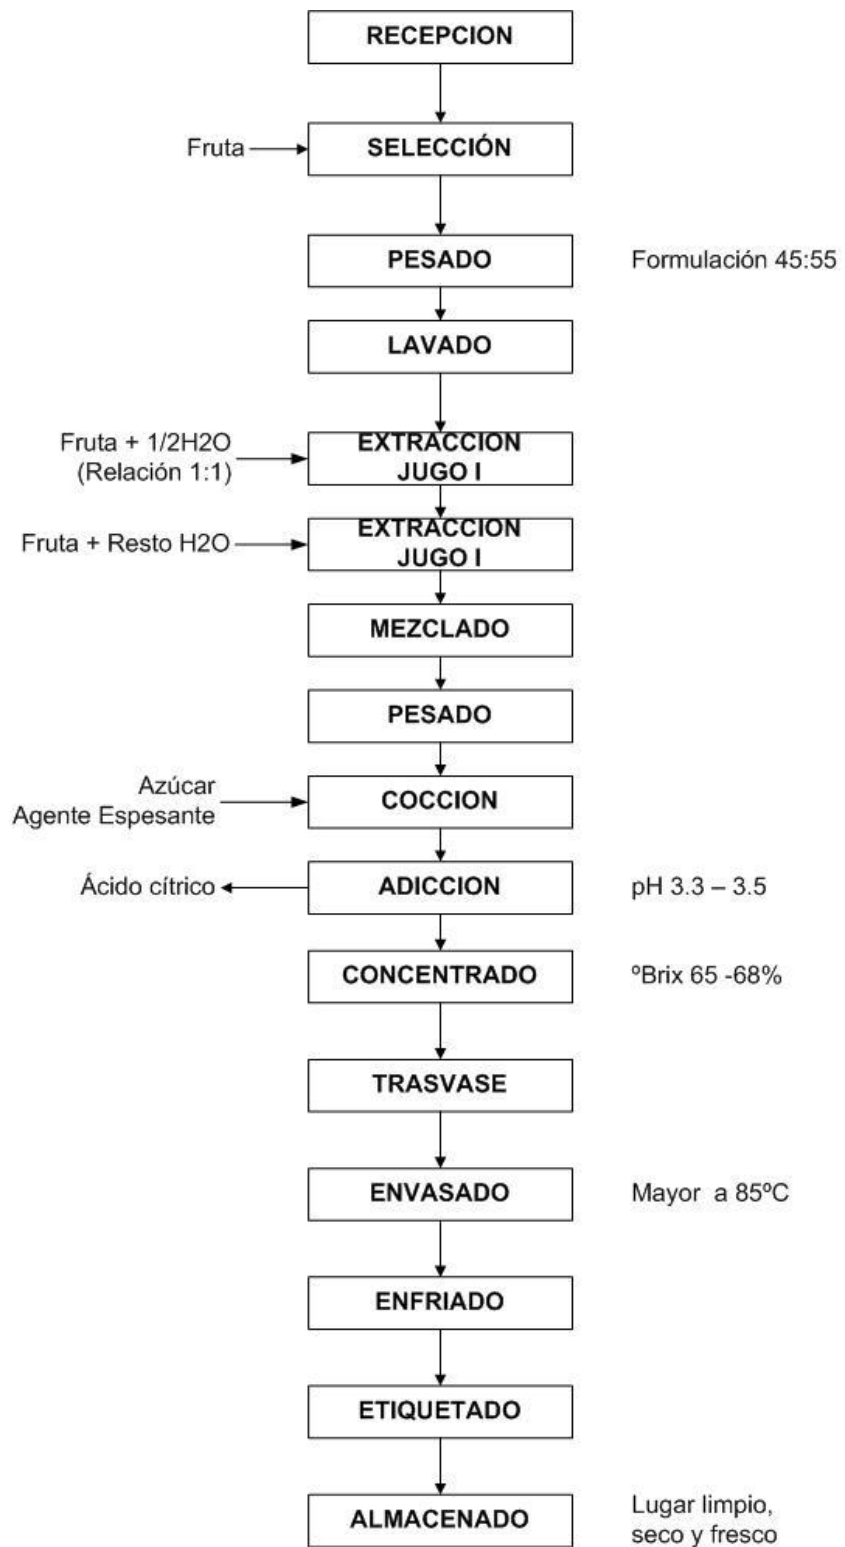 RECEPCION
Fruta
SELECCIÓN
PESADO
Formulación 45:55
LAVADO
Fruta + 1/2H2O
(Relación 1:1)
EXTRACCION
JUGO I
Fruta + Resto H2O
EXTRACCION
JUGO I
MEZCLADO
PESADO
Azúcar
Agente Espesante
COCCION
Ácido cítrico
ADICCION
pH 3.3 – 3.5
CONCENTRADO
ºBrix 65 -68%
TRASVASE
ENVASADO
Mayor a 85ºC
ENFRIADO
ETIQUETADO
ALMACENADO
Lugar limpio,
seco y fresco